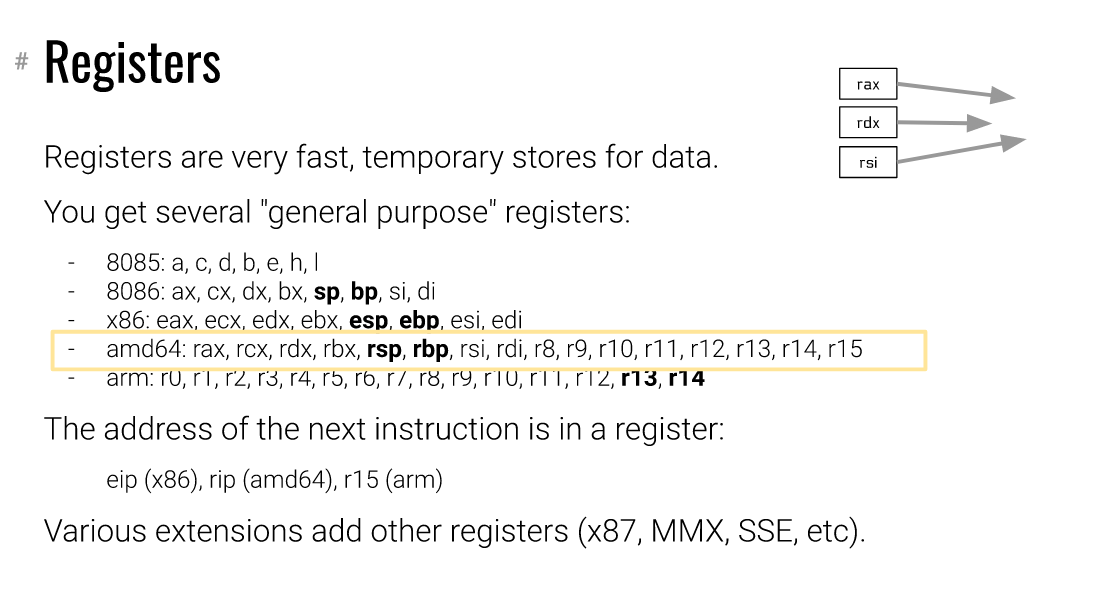 # Registers
rax
rdx
rsi
Registers are very fast, temporary stores for data.
You get several "general purpose" registers:
- 8085: a, c, d, b, e, h, l
- 8086: ax, cx, dx, bx, sp, bp, si, di
- x86: eax, ecx, edx, ebx, esp, ebp, esi, edi
- amd64: rax, rcx, rdx, rbx, rsp, rbp, rsi, rdi, r8, r9, r10, r11, r12, r13, r14, r15
- arm: r0, r1, r2, r3, r4, r5, r6, r7, r8, r9, r10, r11, r12, r13, r14
The address of the next instruction is in a register:
eip (x86), rip (amd64), r15 (arm)
Various extensions add other registers (x87, MMX, SSE, etc).